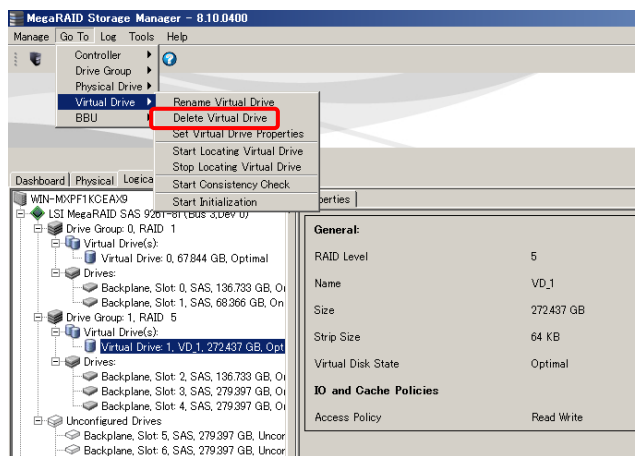 MegaRAID Storage Manager - 8.10.0400
Manage Go To Log Tools Help
Controller
Drive Group
Physical Drive
Virtual Drive
BBU
Rename Virtual Drive
Delete Virtual Drive
Set Virtual Drive Properties
Start Locating Virtual Drive
Stop Locating Virtual Drive
Start Consistency Check
Start Initialization
Dashboard Physical Logica
perties
WIN-MXPF1KCEAX9
LSI MegaRAID SAS 9261-8i (Bus 3,Dev 0)
Drive Group: 0, RAID 1
Virtual Drive(s):
Virtual Drive: 0, 67.844 GB, Optimal
Drives:
Backplane, Slot: 0, SAS, 136.733 GB, O
Backplane, Slot: 1, SAS, 68.366 GB, On
Drive Group: 1, RAID 5
Virtual Drive(s):
Virtual Drive: 1, VD_1, 272.437 GB, Opt
Drives:
Backplane, Slot: 2, SAS, 136.733 GB, O
Backplane, Slot: 3, SAS, 279.397 GB, O
Backplane, Slot: 4, SAS, 279.397 GB, O
Unconfigured Drives
Backplane, Slot: 5, SAS, 279.397 GB, Uncor
Backplane, Slot: 6, SAS, 279.397 GB, Uncor
General:
RAID Level 5
Name VD_1
Size 272.437 GB
Strip Size 64 KB
Virtual Disk State Optimal
IO and Cache Policies
Access Policy Read Write